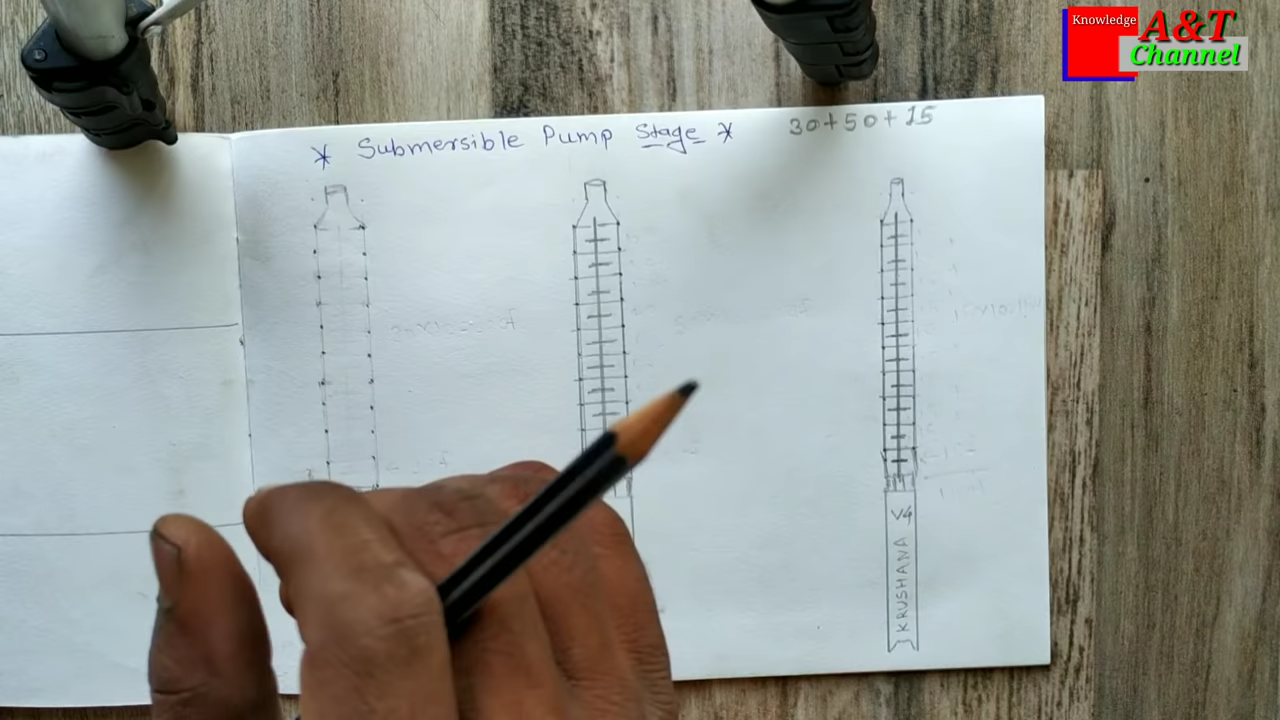 Knowledge A&T
Channel
* Submersible Pump Stage * 30+50+15
V4
KRUSHANA